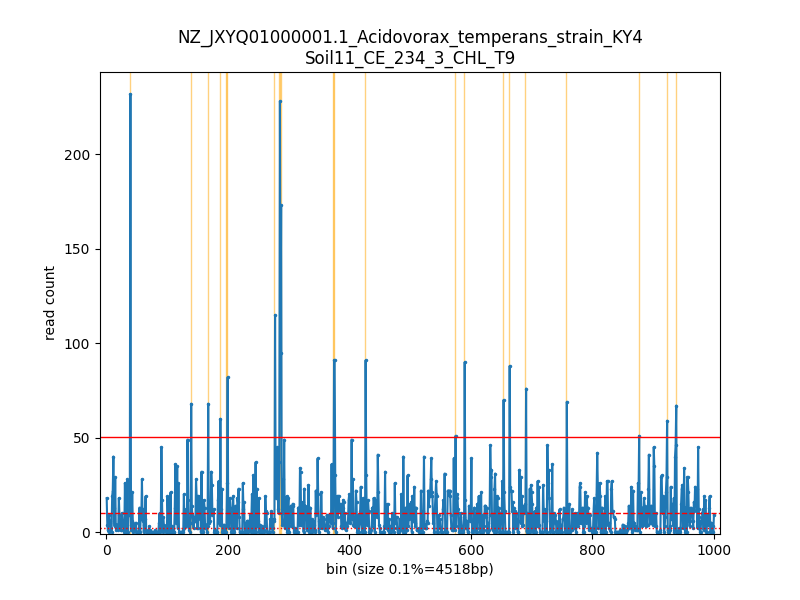 NZ_JXYQ01000001.1_Acidovorax_temperans_strain_KY4
Soil11_CE_234_3_CHL_T9
read count
200
150
100
50
0
0 200 400 600 800 1000
bin (size 0.1%=4518bp)